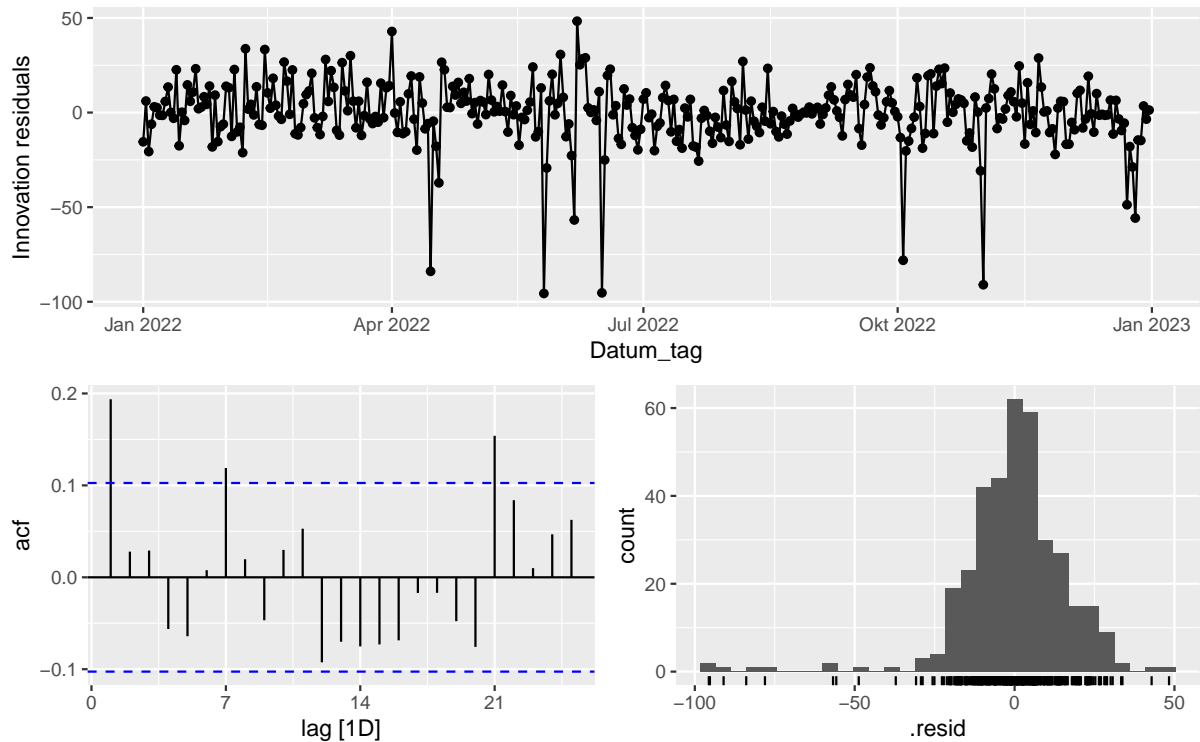 50
0
−50
−100
Innovation residuals
Jan 2022
Apr 2022
Jul 2022
Okt 2022
Jan 2023
Datum_tag
0.2
0.1
0.0
−0.1
acf
0
7
14
21
lag [1D]
60
40
20
0
count
−100
−50
0
50
.resid